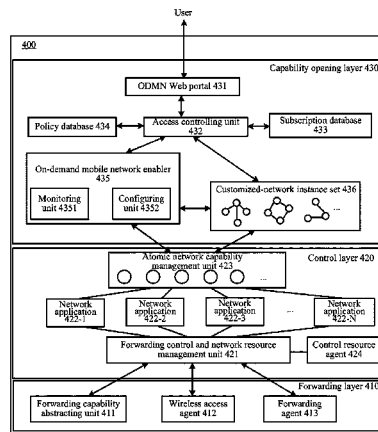 User
400
Capability opening layer 430
ODMN Web portal 431
Policy database 434
Access controlling unit
432
Subscription database
433
On-demand mobile network enabler
435
Monitoring
unit 4351
Configuring
unit 4352
Customized-network instance set 436
...
Atomic network capability
management unit 423
...
Control layer 420
Network
application
422-1
Network
application
422-2
Network
application
422-3
...
Network
application
422-N
Forwarding control and network resource
management unit 421
Control resource
agent 424
Forwarding layer 410
Forwarding capability
abstracting unit 411
Wireless access
agent 412
Forwarding
agent 413